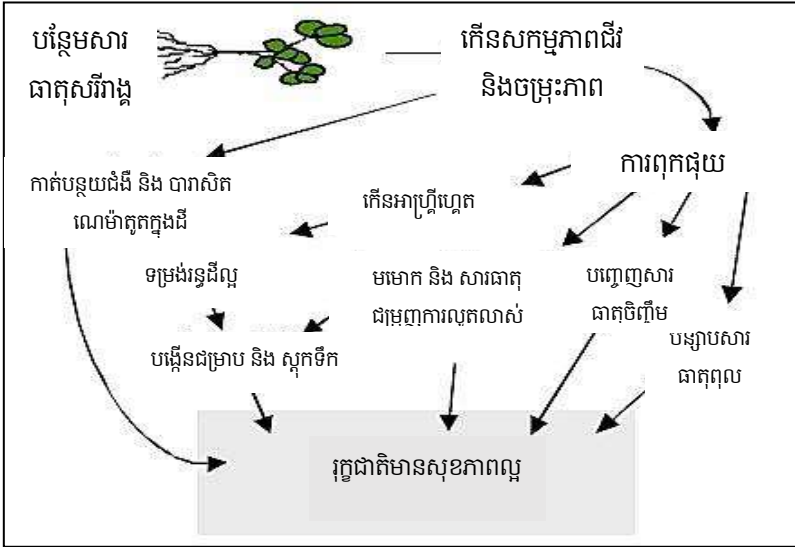 បន្ថែមសារ
ធាតុសរីរាង្គ
កើនសកម្មភាពជីវ
និងចម្រុះភាព
ការពុកផុយ
កាត់បន្ថយជំងឺ និង បារាសិត
ណេម៉ាតូតក្នុងដី
កើនអាហ្គ្រីហ្គេត
ទម្រង់រន្ធដីល្អ
មមោក និង សារធាតុ
ជម្រុញការលូតលាស់
បញ្ចេញសារ
ធាតុចិញ្ចឹម
បន្សាបសារ
ធាតុពុល
បង្កើនជម្រាប និង ស្តុកទឹក
រុក្ខជាតិមានសុខភាពល្អ